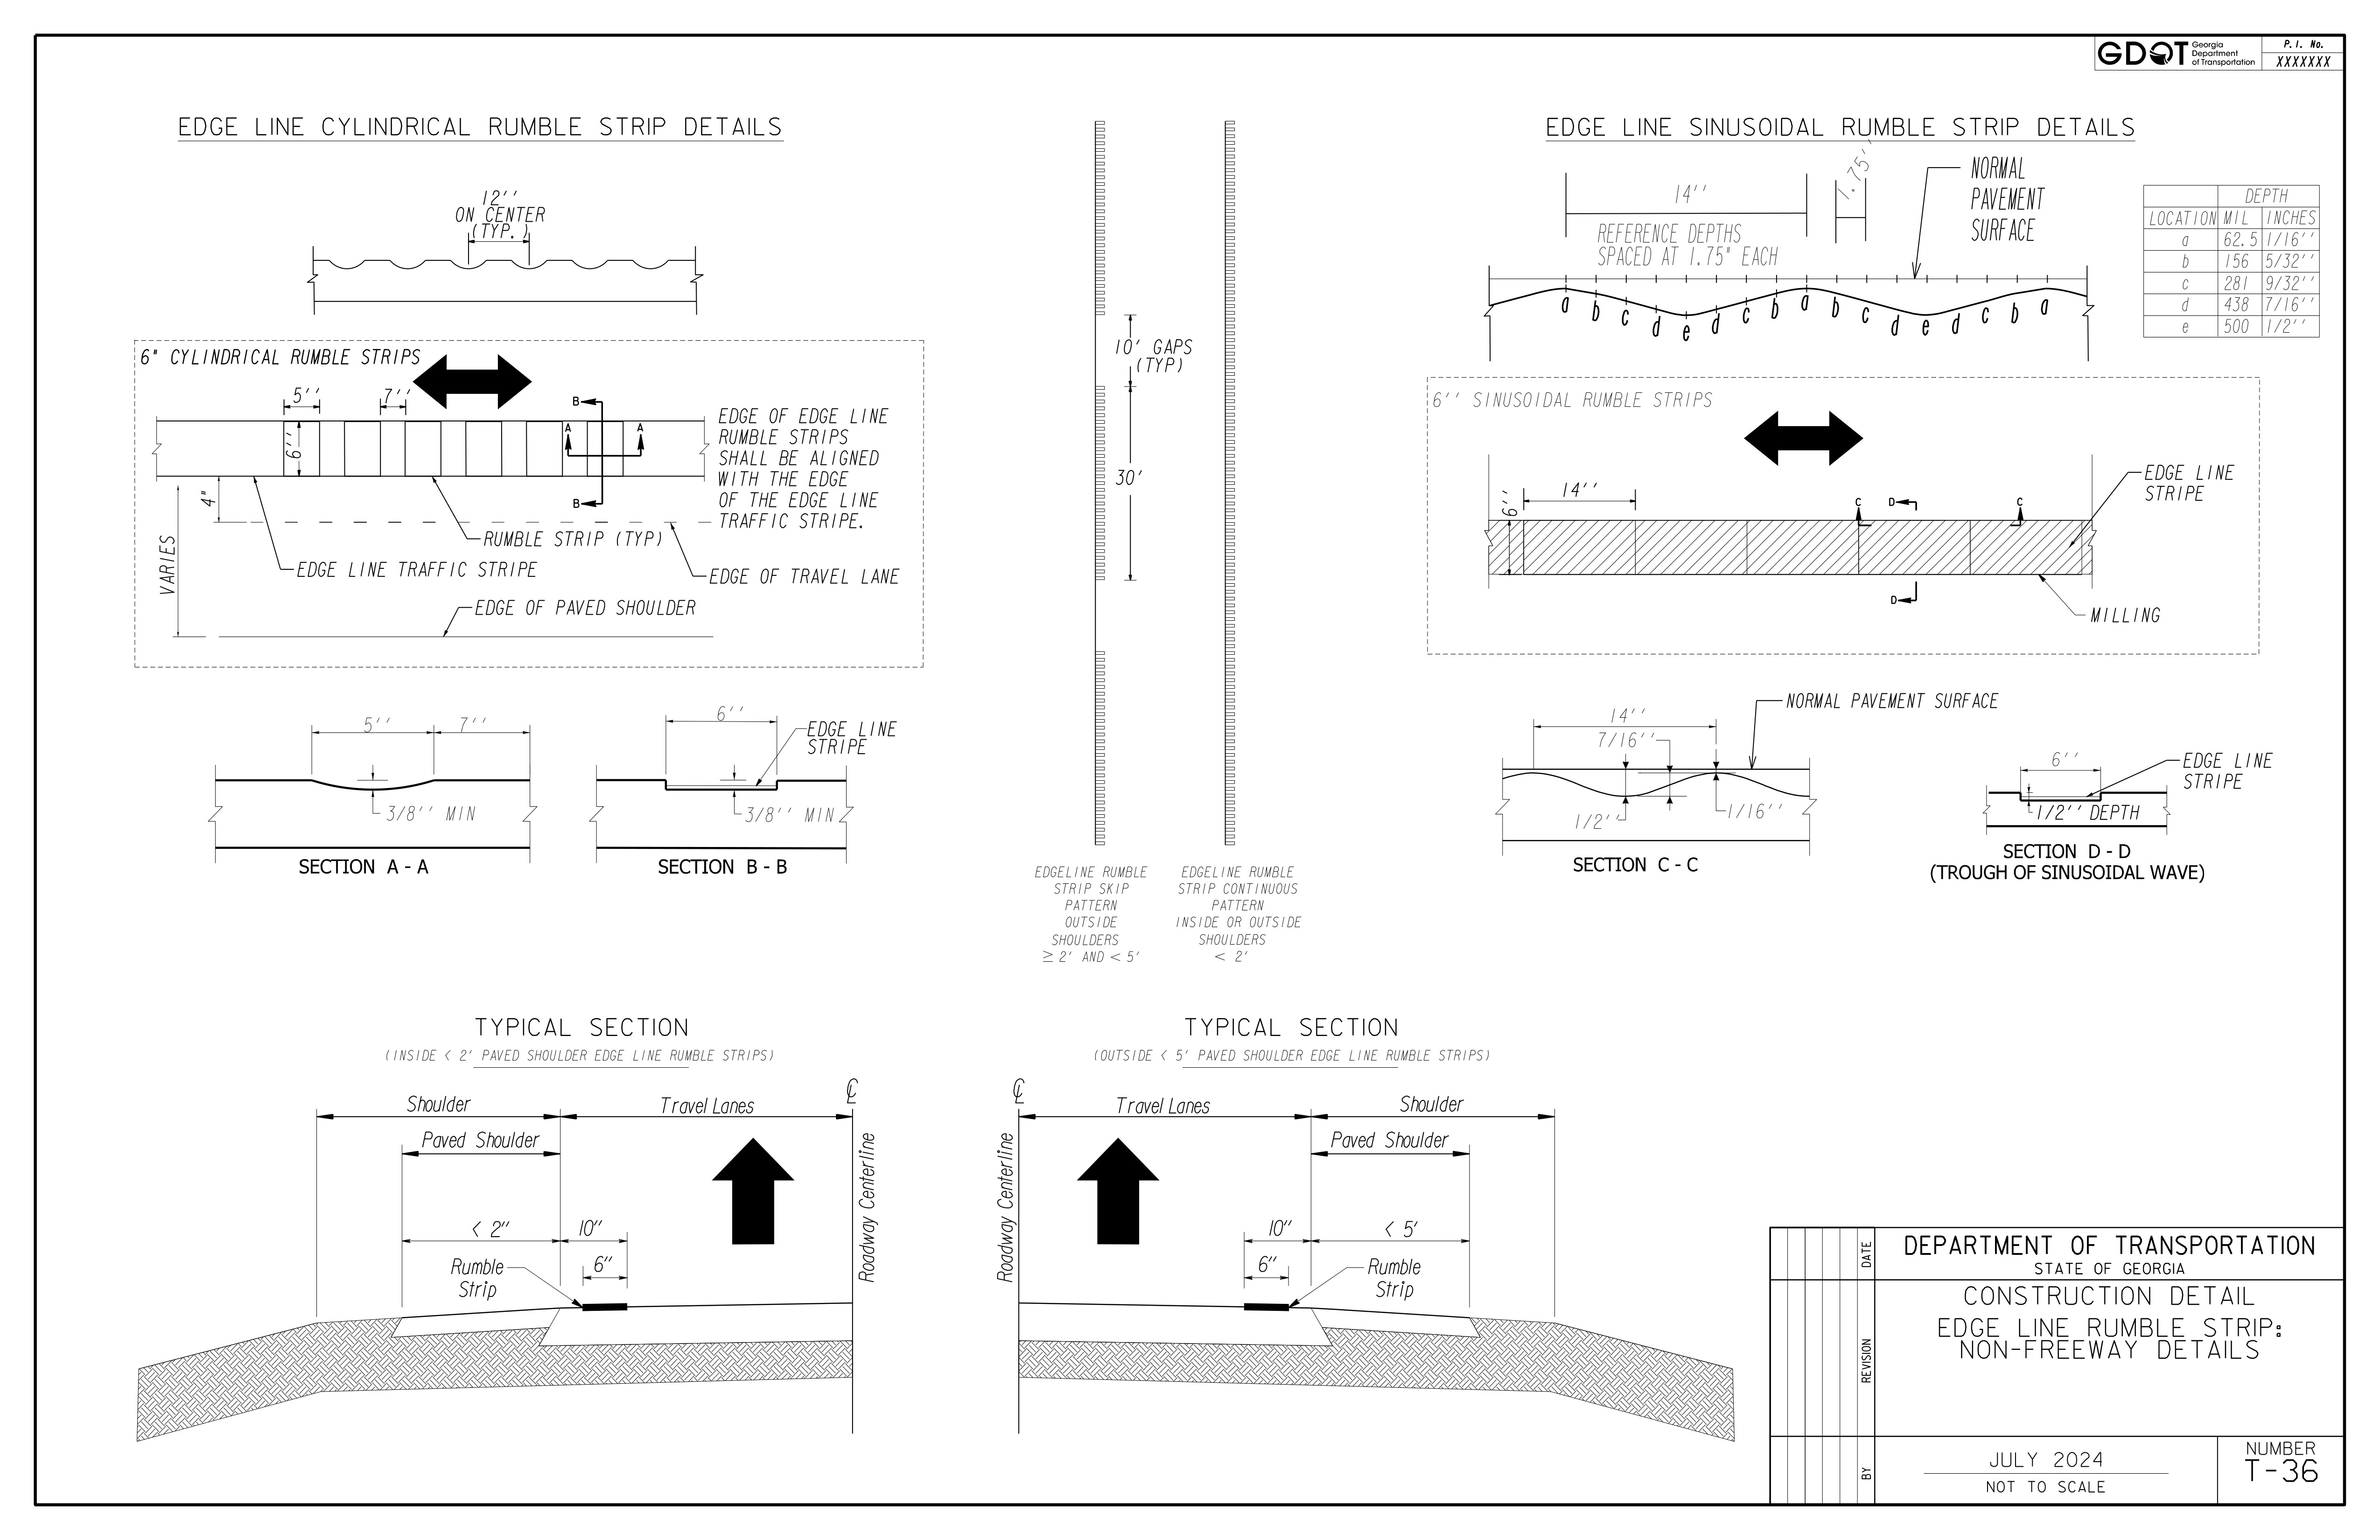 GDOT
Georgia
Department
of Transportation
P.I. No.
XXXXXXX
EDGE LINE CYLINDRICAL RUMBLE STRIP DETAILS
12''
ON CENTER
(TYP.)
6" CYLINDRICAL RUMBLE STRIPS
5''
7''
6''
B
A
A
B
4"
VARIES
EDGE OF EDGE LINE
RUMBLE STRIPS
SHALL BE ALIGNED
WITH THE EDGE
OF THE EDGE LINE
TRAFFIC STRIPE.
RUMBLE STRIP (TYP)
EDGE LINE TRAFFIC STRIPE
EDGE OF TRAVEL LANE
EDGE OF PAVED SHOULDER
5''
7''
3/8'' MIN
SECTION A - A
6''
EDGE LINE
STRIPE
3/8'' MIN
SECTION B - B
10' GAPS
(TYP)
30'
EDGELINE RUMBLE
STRIP SKIP
PATTERN
OUTSIDE
SHOULDERS
≥ 2' AND < 5'
EDGELINE RUMBLE
STRIP CONTINUOUS
PATTERN
INSIDE OR OUTSIDE
SHOULDERS
< 2'
EDGE LINE SINUSOIDAL RUMBLE STRIP DETAILS
14''
1.75''
REFERENCE DEPTHS
SPACED AT 1.75" EACH
NORMAL
PAVEMENT
SURFACE
a b c d e d c b a b c d e d c b a
DEPTH
LOCATION MIL INCHES
a 62.5 1/16''
b 156 5/32''
c 281 9/32''
d 438 7/16''
e 500 1/2''
6'' SINUSOIDAL RUMBLE STRIPS
14''
6''
C
D
C
D
EDGE LINE
STRIPE
MILLING
14''
7/16''
1/2''
1/16''
NORMAL PAVEMENT SURFACE
SECTION C - C
6''
EDGE LINE
STRIPE
1/2'' DEPTH
SECTION D - D
(TROUGH OF SINUSOIDAL WAVE)
TYPICAL SECTION
(INSIDE < 2' PAVED SHOULDER EDGE LINE RUMBLE STRIPS)
℄
Shoulder
Travel Lanes
Paved Shoulder
Roadway Centerline
< 2"
10"
6"
Rumble
Strip
TYPICAL SECTION
(OUTSIDE < 5' PAVED SHOULDER EDGE LINE RUMBLE STRIPS)
℄
Travel Lanes
Shoulder
Paved Shoulder
Roadway Centerline
10"
< 5'
6"
Rumble
Strip
DATE
REVISION
BY
DEPARTMENT OF TRANSPORTATION
STATE OF GEORGIA
CONSTRUCTION DETAIL
EDGE LINE RUMBLE STRIP:
NON-FREEWAY DETAILS
JULY 2024
NOT TO SCALE
NUMBER
T-36